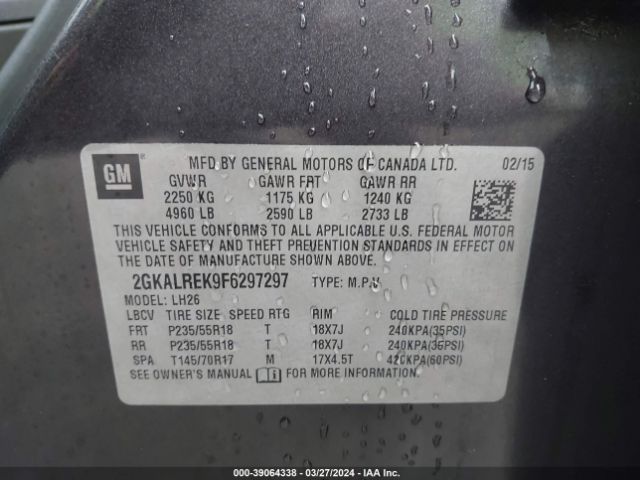 GM
MFD BY GENERAL MOTORS OF CANADA LTD. 02/15
GVWR GAWR FRT GAWR RR
2250 KG 1175 KG 1240 KG
4960 LB 2590 LB 2733 LB
THIS VEHICLE CONFORMS TO ALL APPLICABLE U.S. FEDERAL MOTOR
VEHICLE SAFETY AND THEFT PREVENTION STANDARDS IN EFFECT ON
THE DATE OF MANUFACTURE SHOWN ABOVE.
2GKALREK9F6297297 TYPE: M.P.V
MODEL: LH26
LBCV TIRE SIZE SPEED RTG RIM COLD TIRE PRESSURE
FRT P235/55R18 T 18X7J 240KPA(35PSI)
RR P235/55R18 T 18X7J 240KPA(35PSI)
SPA T145/70R17 M 17X4.5T 420KPA(60PSI)
SEE OWNER'S MANUAL FOR MORE INFORMATION.
000-39064338 - 03/27/2024 - IAA Inc.